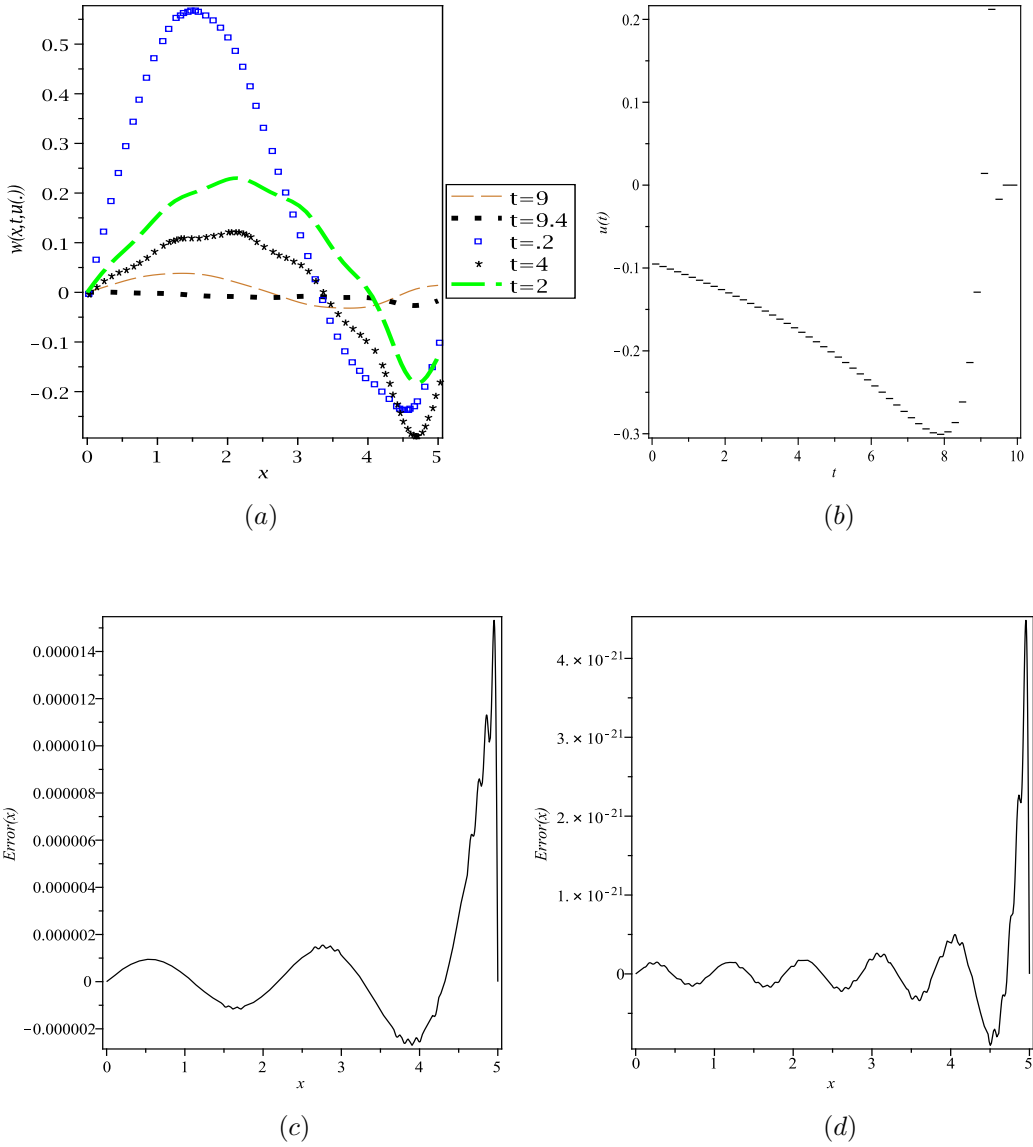 w(x,t,u(.))
0.5
0.4
0.3
0.2
0.1
0
−0.1
−0.2
0 1 2 3 4 5
x
t=9
t=9.4
t=.2
t=4
t=2
(a)
u(t)
0.2
0.1
0
−0.1
−0.2
−0.3
0 2 4 6 8 10
t
(b)
Error(x)
0.000014
0.000012
0.000010
0.000008
0.000006
0.000004
0.000002
0
−0.000002
0 1 2 3 4 5
x
(c)
Error(x)
4. × 10⁻²¹
3. × 10⁻²¹
2. × 10⁻²¹
1. × 10⁻²¹
0
0 1 2 3 4 5
x
(d)